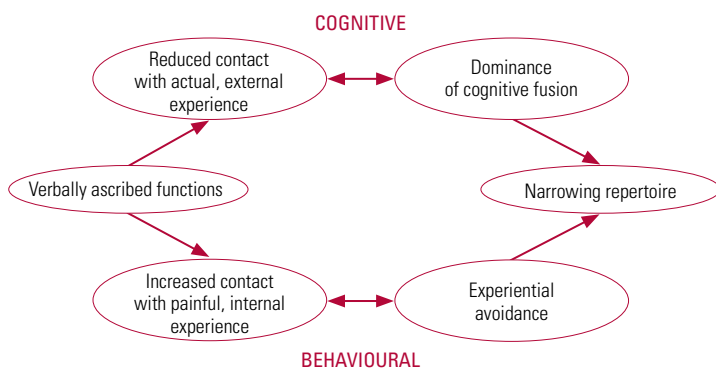 COGNITIVE
Reduced contact
with actual, external
experience
Dominance
of cognitive fusion
Verbally ascribed functions
Narrowing repertoire
Increased contact
with painful, internal
experience
Experiential
avoidance
BEHAVIOURAL